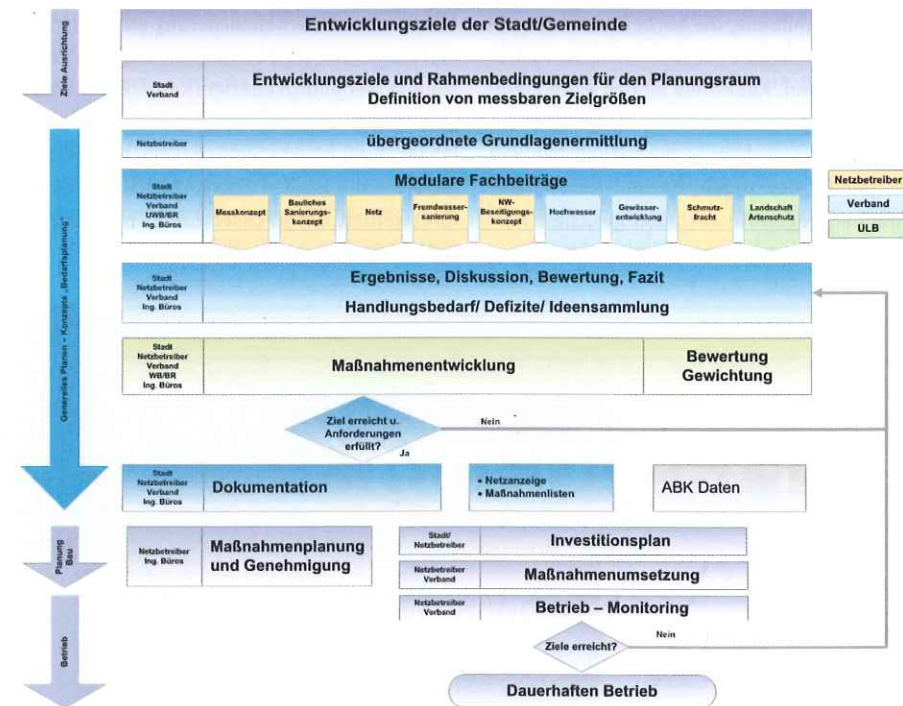 Ziele Ausrichtung
Entwicklungsziele der Stadt/Gemeinde
Stadt
Verband
Entwicklungsziele und Rahmenbedingungen für den Planungsraum
Definition von messbaren Zielgrößen
Generelles Planen – Konzepte „Bedarfsplanung"
Netzbetreiber
übergeordnete Grundlagenermittlung
Stadt
Netzbetreiber
Verband
UWB/BR
Ing. Büros
Modulare Fachbeiträge
Messkonzept
Bauliches
Sanierungs-
konzept
Netz
Fremdwasser-
sanierung
NW-
Beseitigungs-
konzept
Hochwasser
Gewässer-
entwicklung
Schmutz-
fracht
Landschaft
Artenschutz
Netzbetreiber
Verband
ULB
Stadt
Netzbetreiber
Verband
Ing. Büros
Ergebnisse, Diskussion, Bewertung, Fazit
Handlungsbedarf/ Defizite/ Ideensammlung
Stadt
Netzbetreiber
Verband
WB/BR
Ing. Büros
Maßnahmenentwicklung
Bewertung
Gewichtung
Ziel erreicht u.
Anforderungen
erfüllt?
Nein
Ja
Stadt
Netzbetreiber
Verband
Ing. Büros
Dokumentation
• Netzanzeige
• Maßnahmenlisten
ABK Daten
Planung
Bau
Netzbetreiber
Ing. Büros
Maßnahmenplanung
und Genehmigung
Stadt/
Netzbetreiber
Investitionsplan
Netzbetreiber
Verband
Maßnahmenumsetzung
Betrieb
Netzbetreiber
Verband
Betrieb – Monitoring
Ziele erreicht?
Nein
Dauerhaften Betrieb